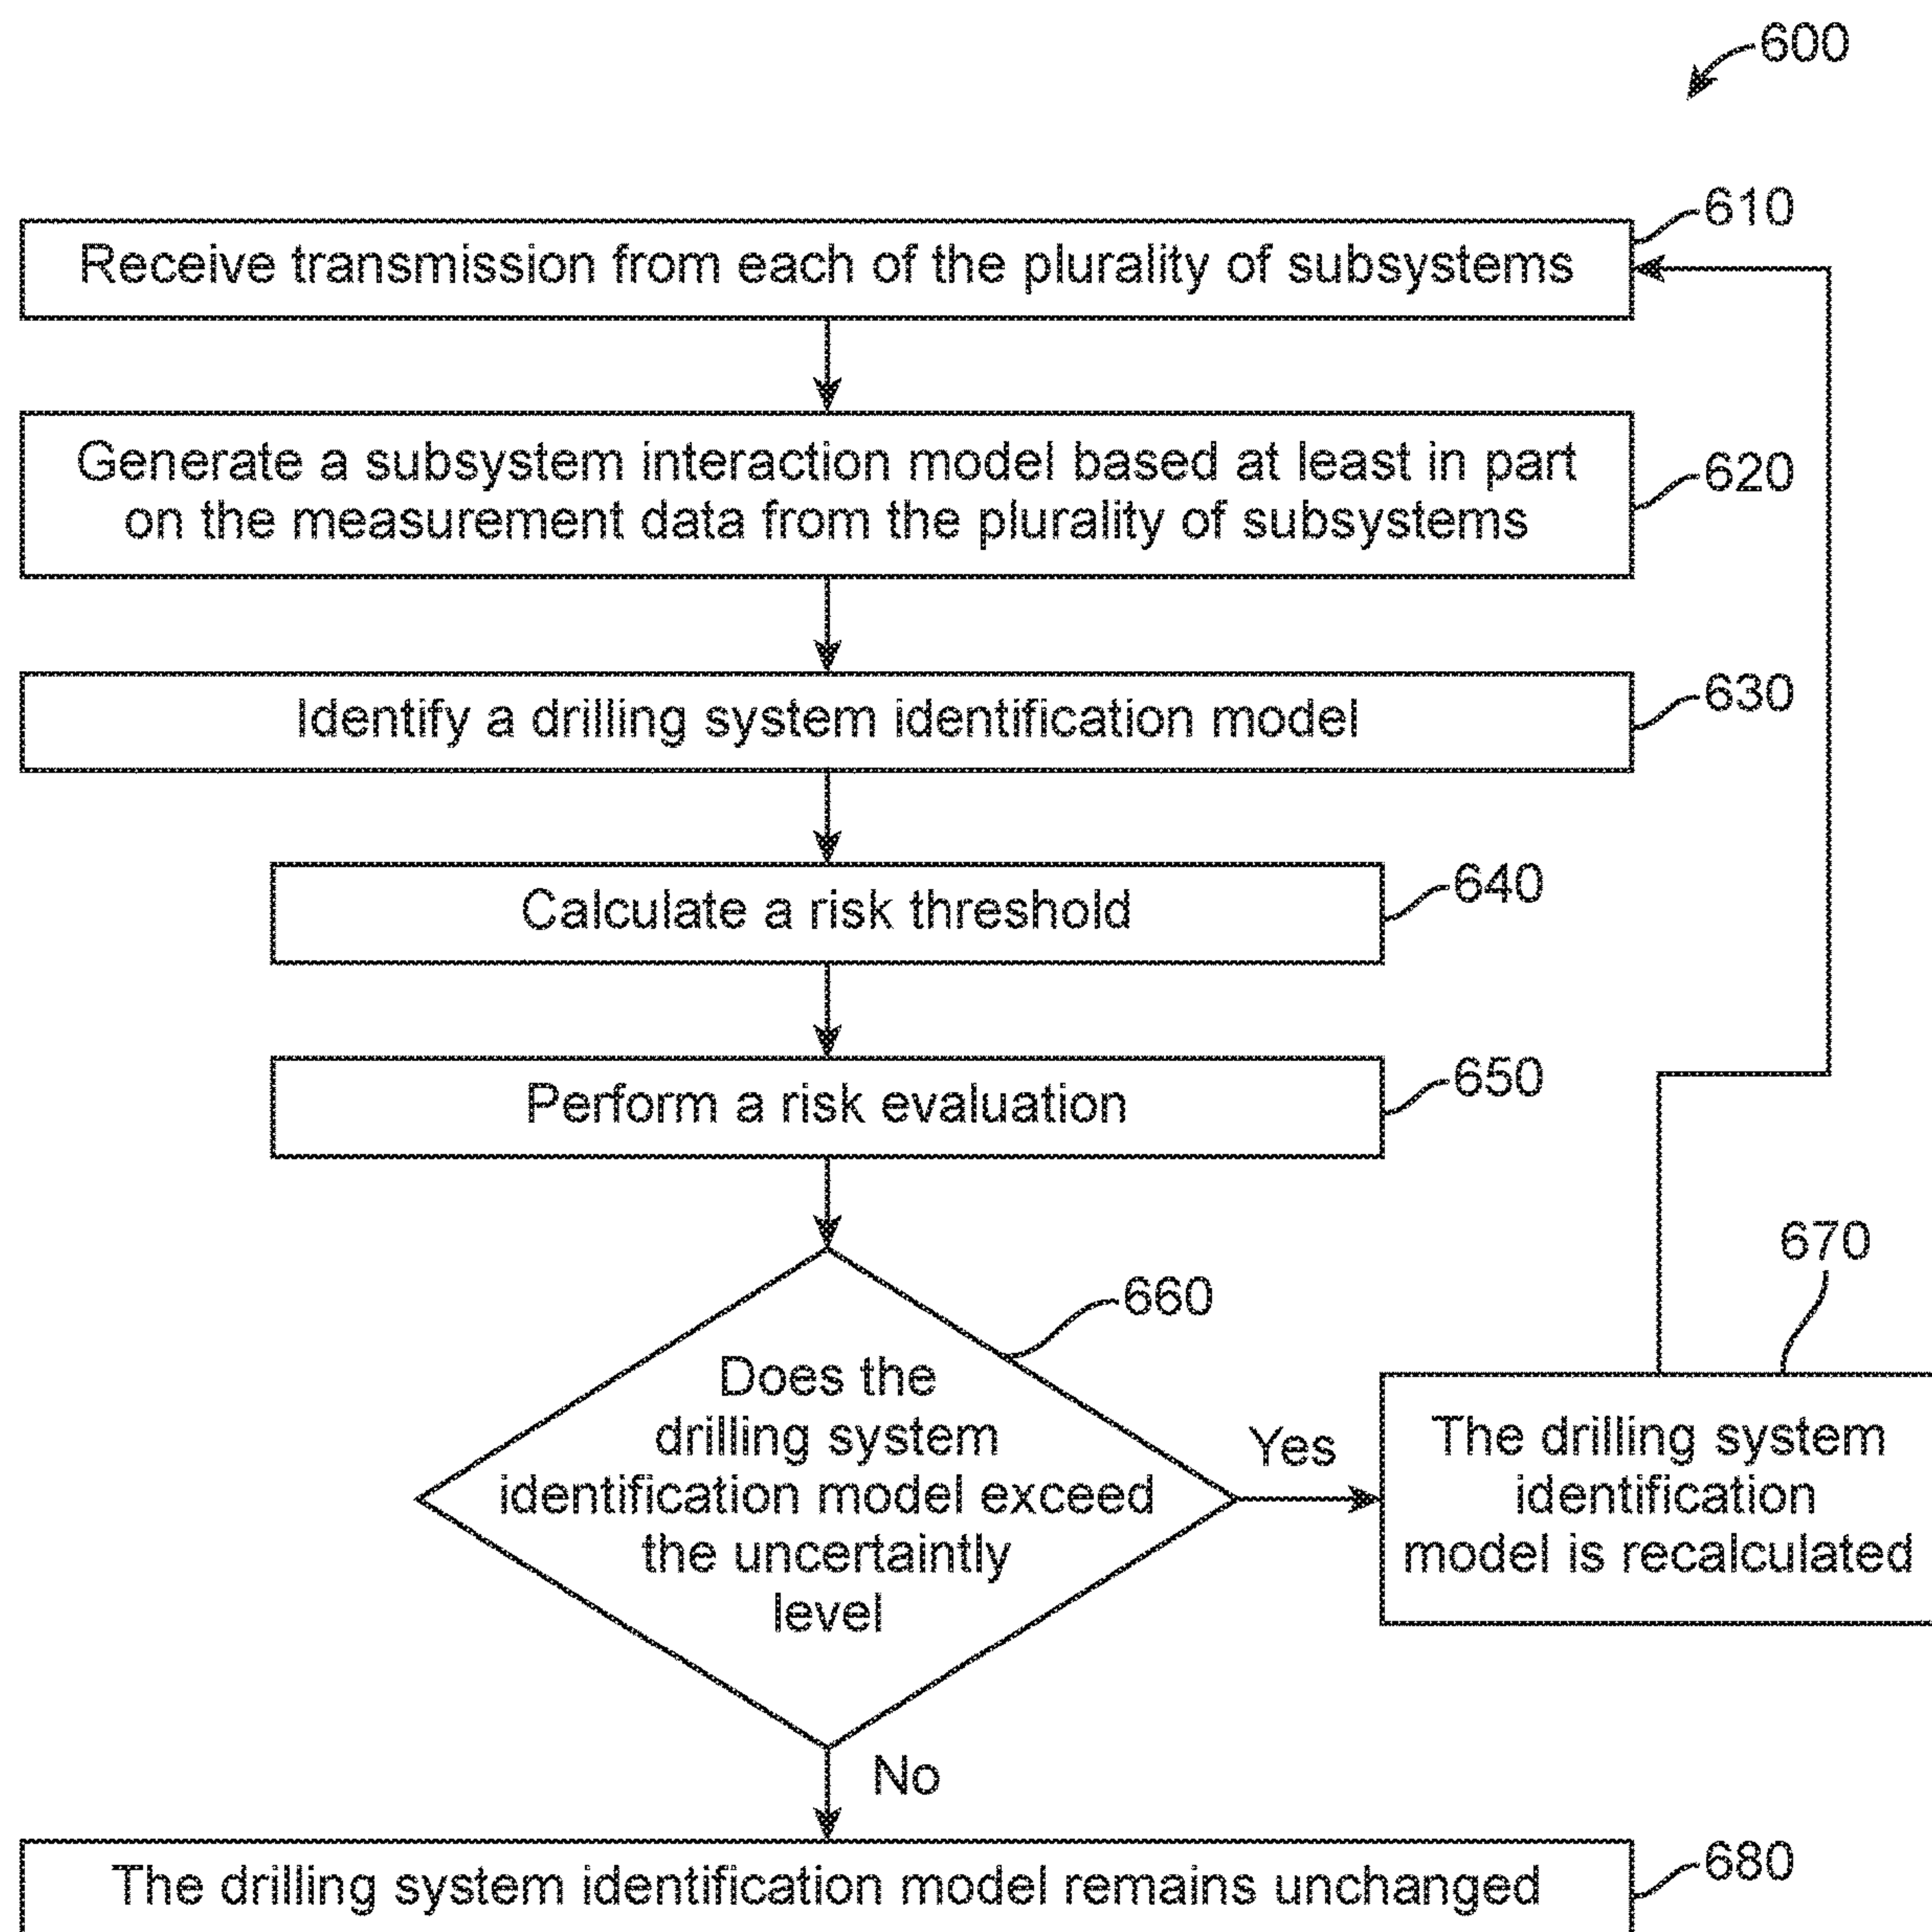 600
610
Receive transmission from each of the plurality of subsystems
Generate a subsystem interaction model based at least in part
on the measurement data from the plurality of subsystems
620
Identify a drilling system identification model
630
Calculate a risk threshold
640
Perform a risk evaluation
650
660
Does the
drilling system
identification model exceed
the uncertaintly
level
Yes
670
The drilling system
identification
model is recalculated
No
The drilling system identification model remains unchanged
680